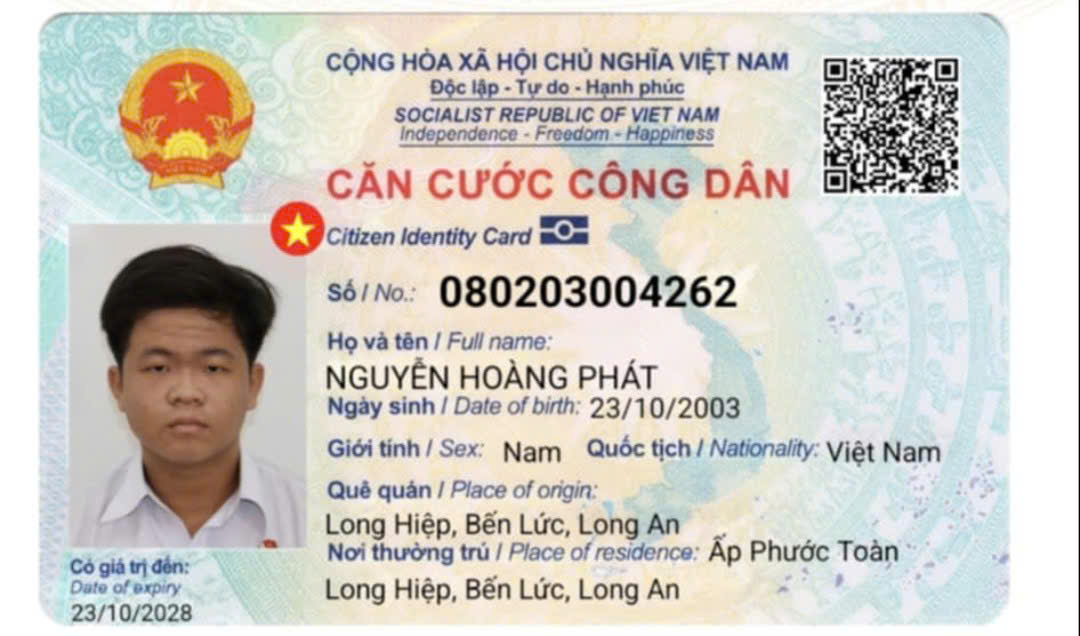 CỘNG HÒA XÃ HỘI CHỦ NGHĨA VIỆT NAM
Độc lập - Tự do - Hạnh phúc
SOCIALIST REPUBLIC OF VIET NAM
Independence - Freedom - Happiness
CĂN CƯỚC CÔNG DÂN
Citizen Identity Card
Số / No.: 080203004262
Họ và tên / Full name:
NGUYỄN HOÀNG PHÁT
Ngày sinh / Date of birth: 23/10/2003
Giới tính / Sex: Nam Quốc tịch / Nationality: Việt Nam
Quê quán / Place of origin:
Long Hiệp, Bến Lức, Long An
Nơi thường trú / Place of residence: Ấp Phước Toàn
Long Hiệp, Bến Lức, Long An
Có giá trị đến:
Date of expiry
23/10/2028